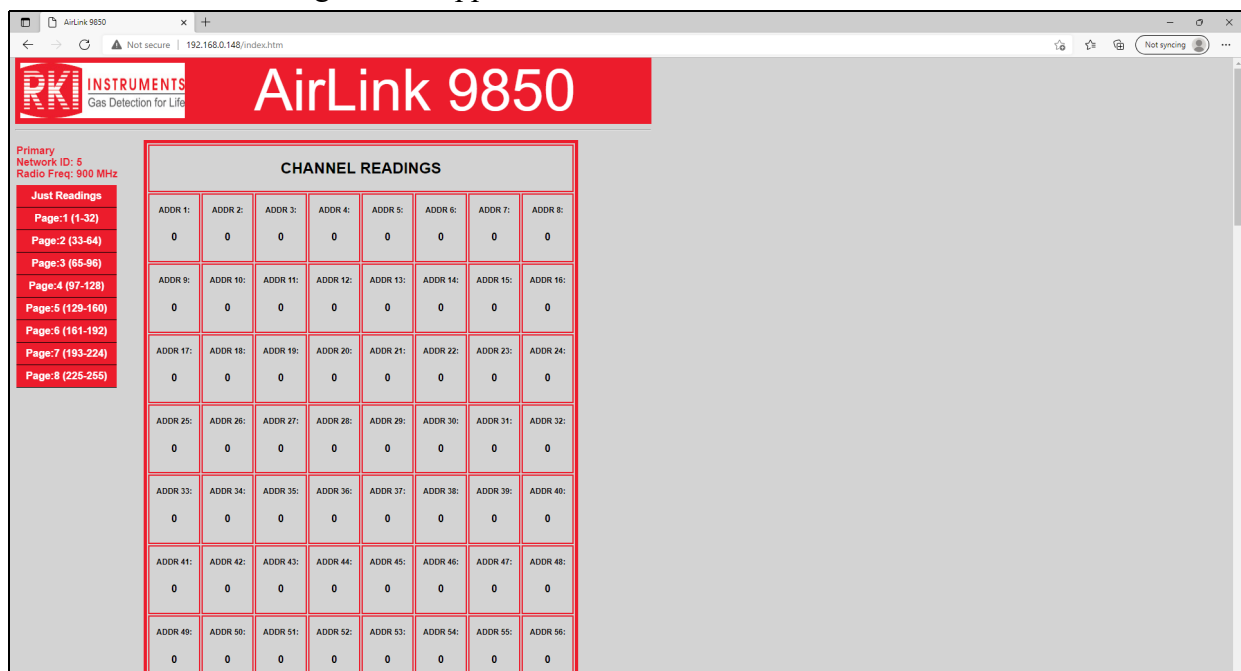 AirLink 9850
Not secure | 192.168.0.148/index.htm
Not syncing
RKI INSTRUMENTS
Gas Detection for Life
AirLink 9850
Primary
Network ID: 5
Radio Freq: 900 MHz
Just Readings
Page:1 (1-32)
Page:2 (33-64)
Page:3 (65-96)
Page:4 (97-128)
Page:5 (129-160)
Page:6 (161-192)
Page:7 (193-224)
Page:8 (225-255)
CHANNEL READINGS
ADDR 1: ADDR 2: ADDR 3: ADDR 4: ADDR 5: ADDR 6: ADDR 7: ADDR 8:
0 0 0 0 0 0 0 0
ADDR 9: ADDR 10: ADDR 11: ADDR 12: ADDR 13: ADDR 14: ADDR 15: ADDR 16:
0 0 0 0 0 0 0 0
ADDR 17: ADDR 18: ADDR 19: ADDR 20: ADDR 21: ADDR 22: ADDR 23: ADDR 24:
0 0 0 0 0 0 0 0
ADDR 25: ADDR 26: ADDR 27: ADDR 28: ADDR 29: ADDR 30: ADDR 31: ADDR 32:
0 0 0 0 0 0 0 0
ADDR 33: ADDR 34: ADDR 35: ADDR 36: ADDR 37: ADDR 38: ADDR 39: ADDR 40:
0 0 0 0 0 0 0 0
ADDR 41: ADDR 42: ADDR 43: ADDR 44: ADDR 45: ADDR 46: ADDR 47: ADDR 48:
0 0 0 0 0 0 0 0
ADDR 49: ADDR 50: ADDR 51: ADDR 52: ADDR 53: ADDR 54: ADDR 55: ADDR 56:
0 0 0 0 0 0 0 0